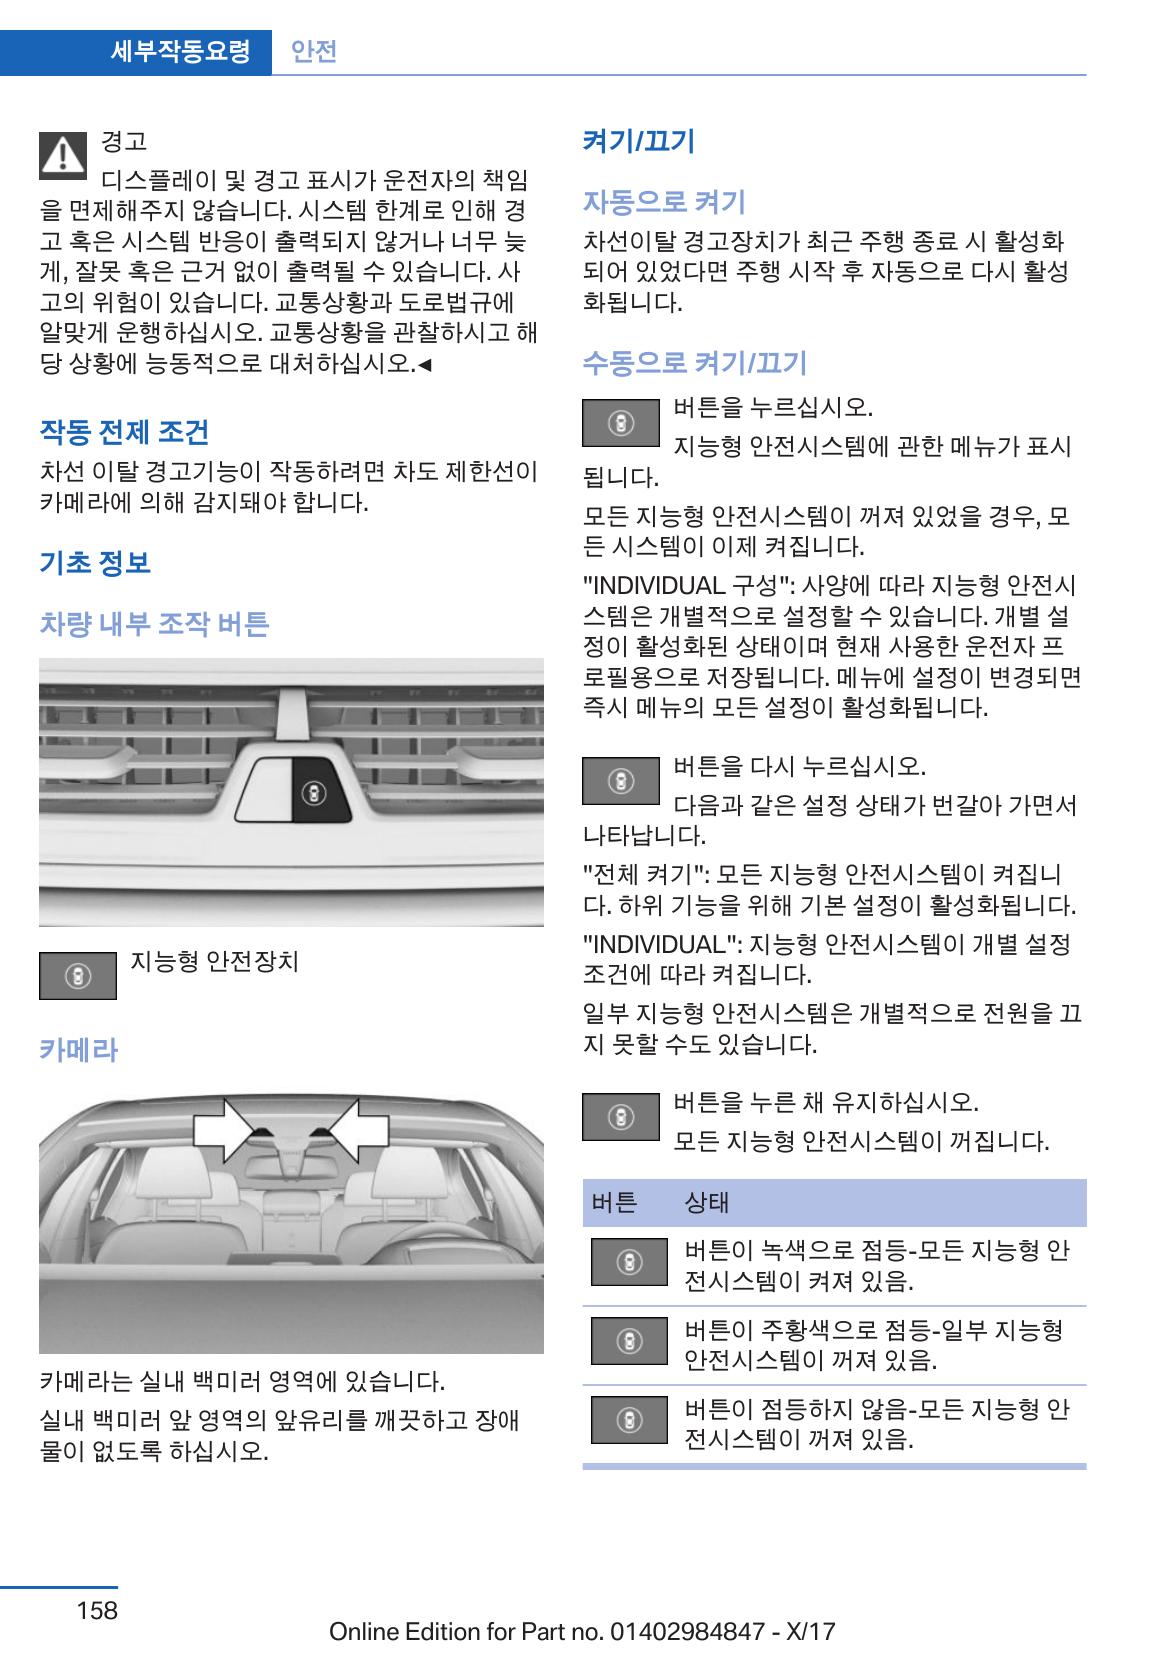 세부작동요령 안전
경고
디스플레이 및 경고 표시가 운전자의 책임
을 면제해주지 않습니다. 시스템 한계로 인해 경
고 혹은 시스템 반응이 출력되지 않거나 너무 늦
게, 잘못 혹은 근거 없이 출력될 수 있습니다. 사
고의 위험이 있습니다. 교통상황과 도로법규에
알맞게 운행하십시오. 교통상황을 관찰하시고 해
당 상황에 능동적으로 대처하십시오.◄
작동 전제 조건
차선 이탈 경고기능이 작동하려면 차도 제한선이
카메라에 의해 감지돼야 합니다.
기초 정보
차량 내부 조작 버튼
지능형 안전장치
카메라
카메라는 실내 백미러 영역에 있습니다.
실내 백미러 앞 영역의 앞유리를 깨끗하고 장애
물이 없도록 하십시오.
켜기/끄기
자동으로 켜기
차선이탈 경고장치가 최근 주행 종료 시 활성화
되어 있었다면 주행 시작 후 자동으로 다시 활성
화됩니다.
수동으로 켜기/끄기
버튼을 누르십시오.
지능형 안전시스템에 관한 메뉴가 표시
됩니다.
모든 지능형 안전시스템이 꺼져 있었을 경우, 모
든 시스템이 이제 켜집니다.
"INDIVIDUAL 구성": 사양에 따라 지능형 안전시
스템은 개별적으로 설정할 수 있습니다. 개별 설
정이 활성화된 상태이며 현재 사용한 운전자 프
로필용으로 저장됩니다. 메뉴에 설정이 변경되면
즉시 메뉴의 모든 설정이 활성화됩니다.
버튼을 다시 누르십시오.
다음과 같은 설정 상태가 번갈아 가면서
나타납니다.
"전체 켜기": 모든 지능형 안전시스템이 켜집니
다. 하위 기능을 위해 기본 설정이 활성화됩니다.
"INDIVIDUAL": 지능형 안전시스템이 개별 설정
조건에 따라 켜집니다.
일부 지능형 안전시스템은 개별적으로 전원을 끄
지 못할 수도 있습니다.
버튼을 누른 채 유지하십시오.
모든 지능형 안전시스템이 꺼집니다.
버튼 상태
버튼이 녹색으로 점등-모든 지능형 안
전시스템이 켜져 있음.
버튼이 주황색으로 점등-일부 지능형
안전시스템이 꺼져 있음.
버튼이 점등하지 않음-모든 지능형 안
전시스템이 꺼져 있음.
158
Online Edition for Part no. 01402984847 - X/17